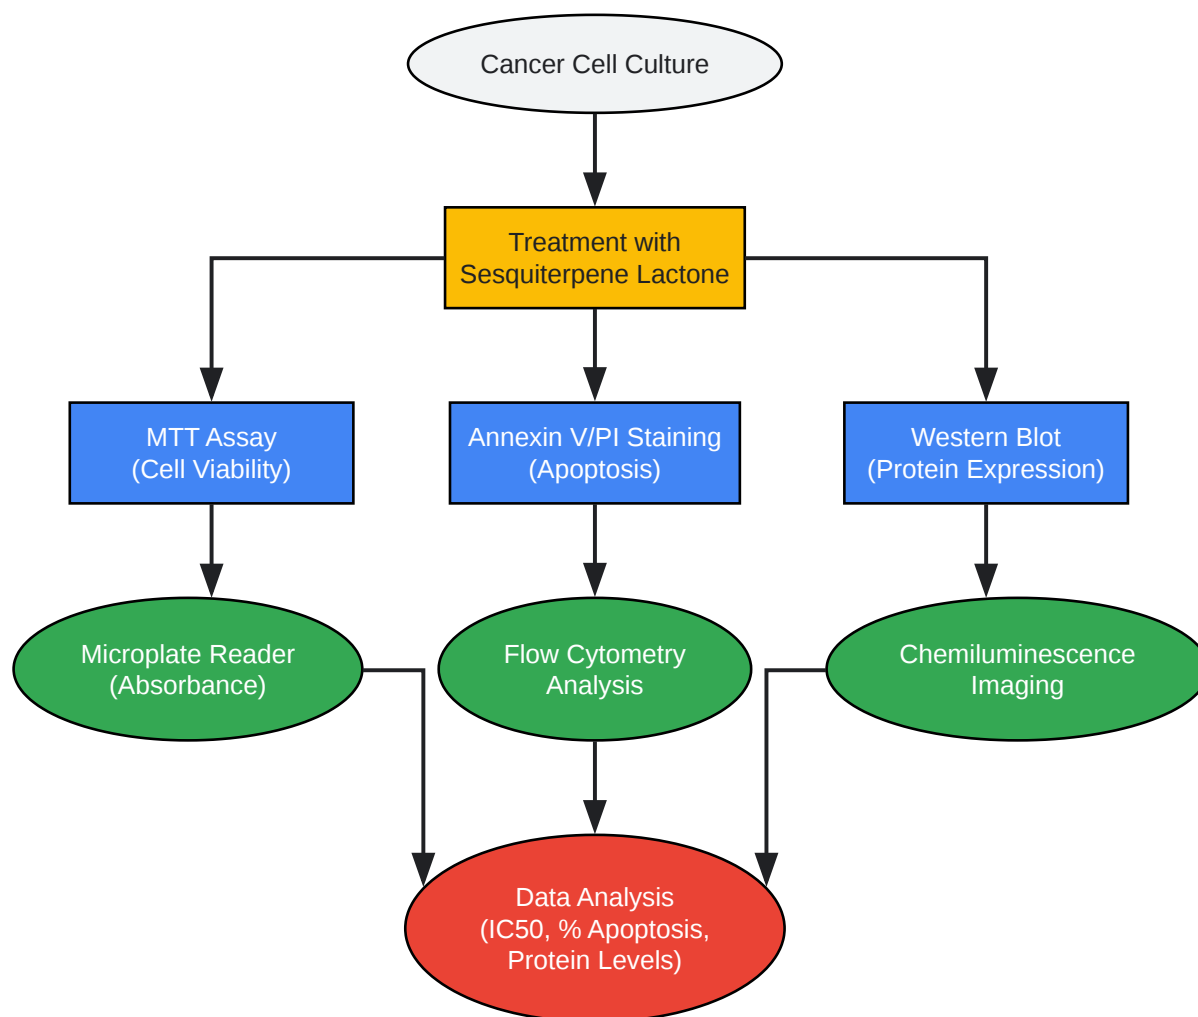 Cancer Cell Culture
Treatment with
Sesquiterpene Lactone
MTT Assay
(Cell Viability)
Annexin V/PI Staining
(Apoptosis)
Western Blot
(Protein Expression)
Microplate Reader
(Absorbance)
Flow Cytometry
Analysis
Chemiluminescence
Imaging
Data Analysis
(IC50, % Apoptosis,
Protein Levels)